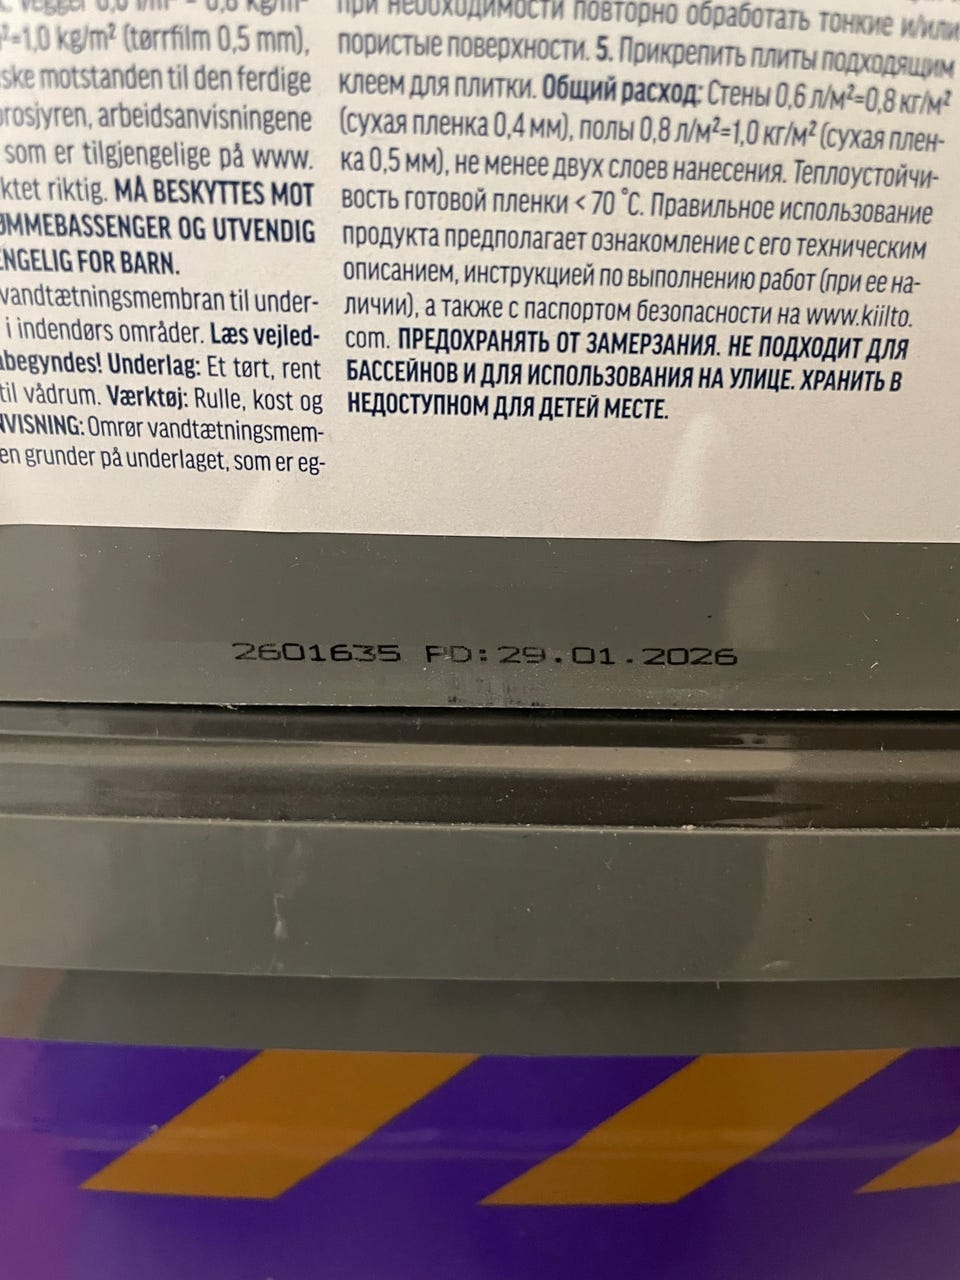 vegger
²=1,0 kg/m² (tørrfilm 0,5 mm),
ske motstanden til den ferdige
rosjyren, arbeidsanvisningene
som er tilgjengelige på www.
ktet riktig. MÅ BESKYTTES MOT
ØMMEBASSENGER OG UTVENDIG
ENGELIG FOR BARN.
vandtætningsmembran til under-
i indendørs områder. Læs vejled-
begyndes! Underlag: Et tørt, rent
til vådrum. Værktøj: Rulle, kost og
NVISNING: Omrør vandtætningsmem-
en grunder på underlaget, som er eg-
при необходимости повторно обработать тонкие и/или
пористые поверхности. 5. Прикрепить плиты подходящим
клеем для плитки. Общий расход: Стены 0,6 л/м²=0,8 кг/м²
(сухая пленка 0,4 мм), полы 0,8 л/м²=1,0 кг/м² (сухая плен-
ка 0,5 мм), не менее двух слоев нанесения. Теплоустойчи-
вость готовой пленки < 70 °C. Правильное использование
продукта предполагает ознакомление с его техническим
описанием, инструкцией по выполнению работ (при ее на-
личии), а также с паспортом безопасности на www.kiilto.
com. ПРЕДОХРАНЯТЬ ОТ ЗАМЕРЗАНИЯ. НЕ ПОДХОДИТ ДЛЯ
БАССЕЙНОВ И ДЛЯ ИСПОЛЬЗОВАНИЯ НА УЛИЦЕ. ХРАНИТЬ В
НЕДОСТУПНОМ ДЛЯ ДЕТЕЙ МЕСТЕ.
2601635 PD:29.01.2026